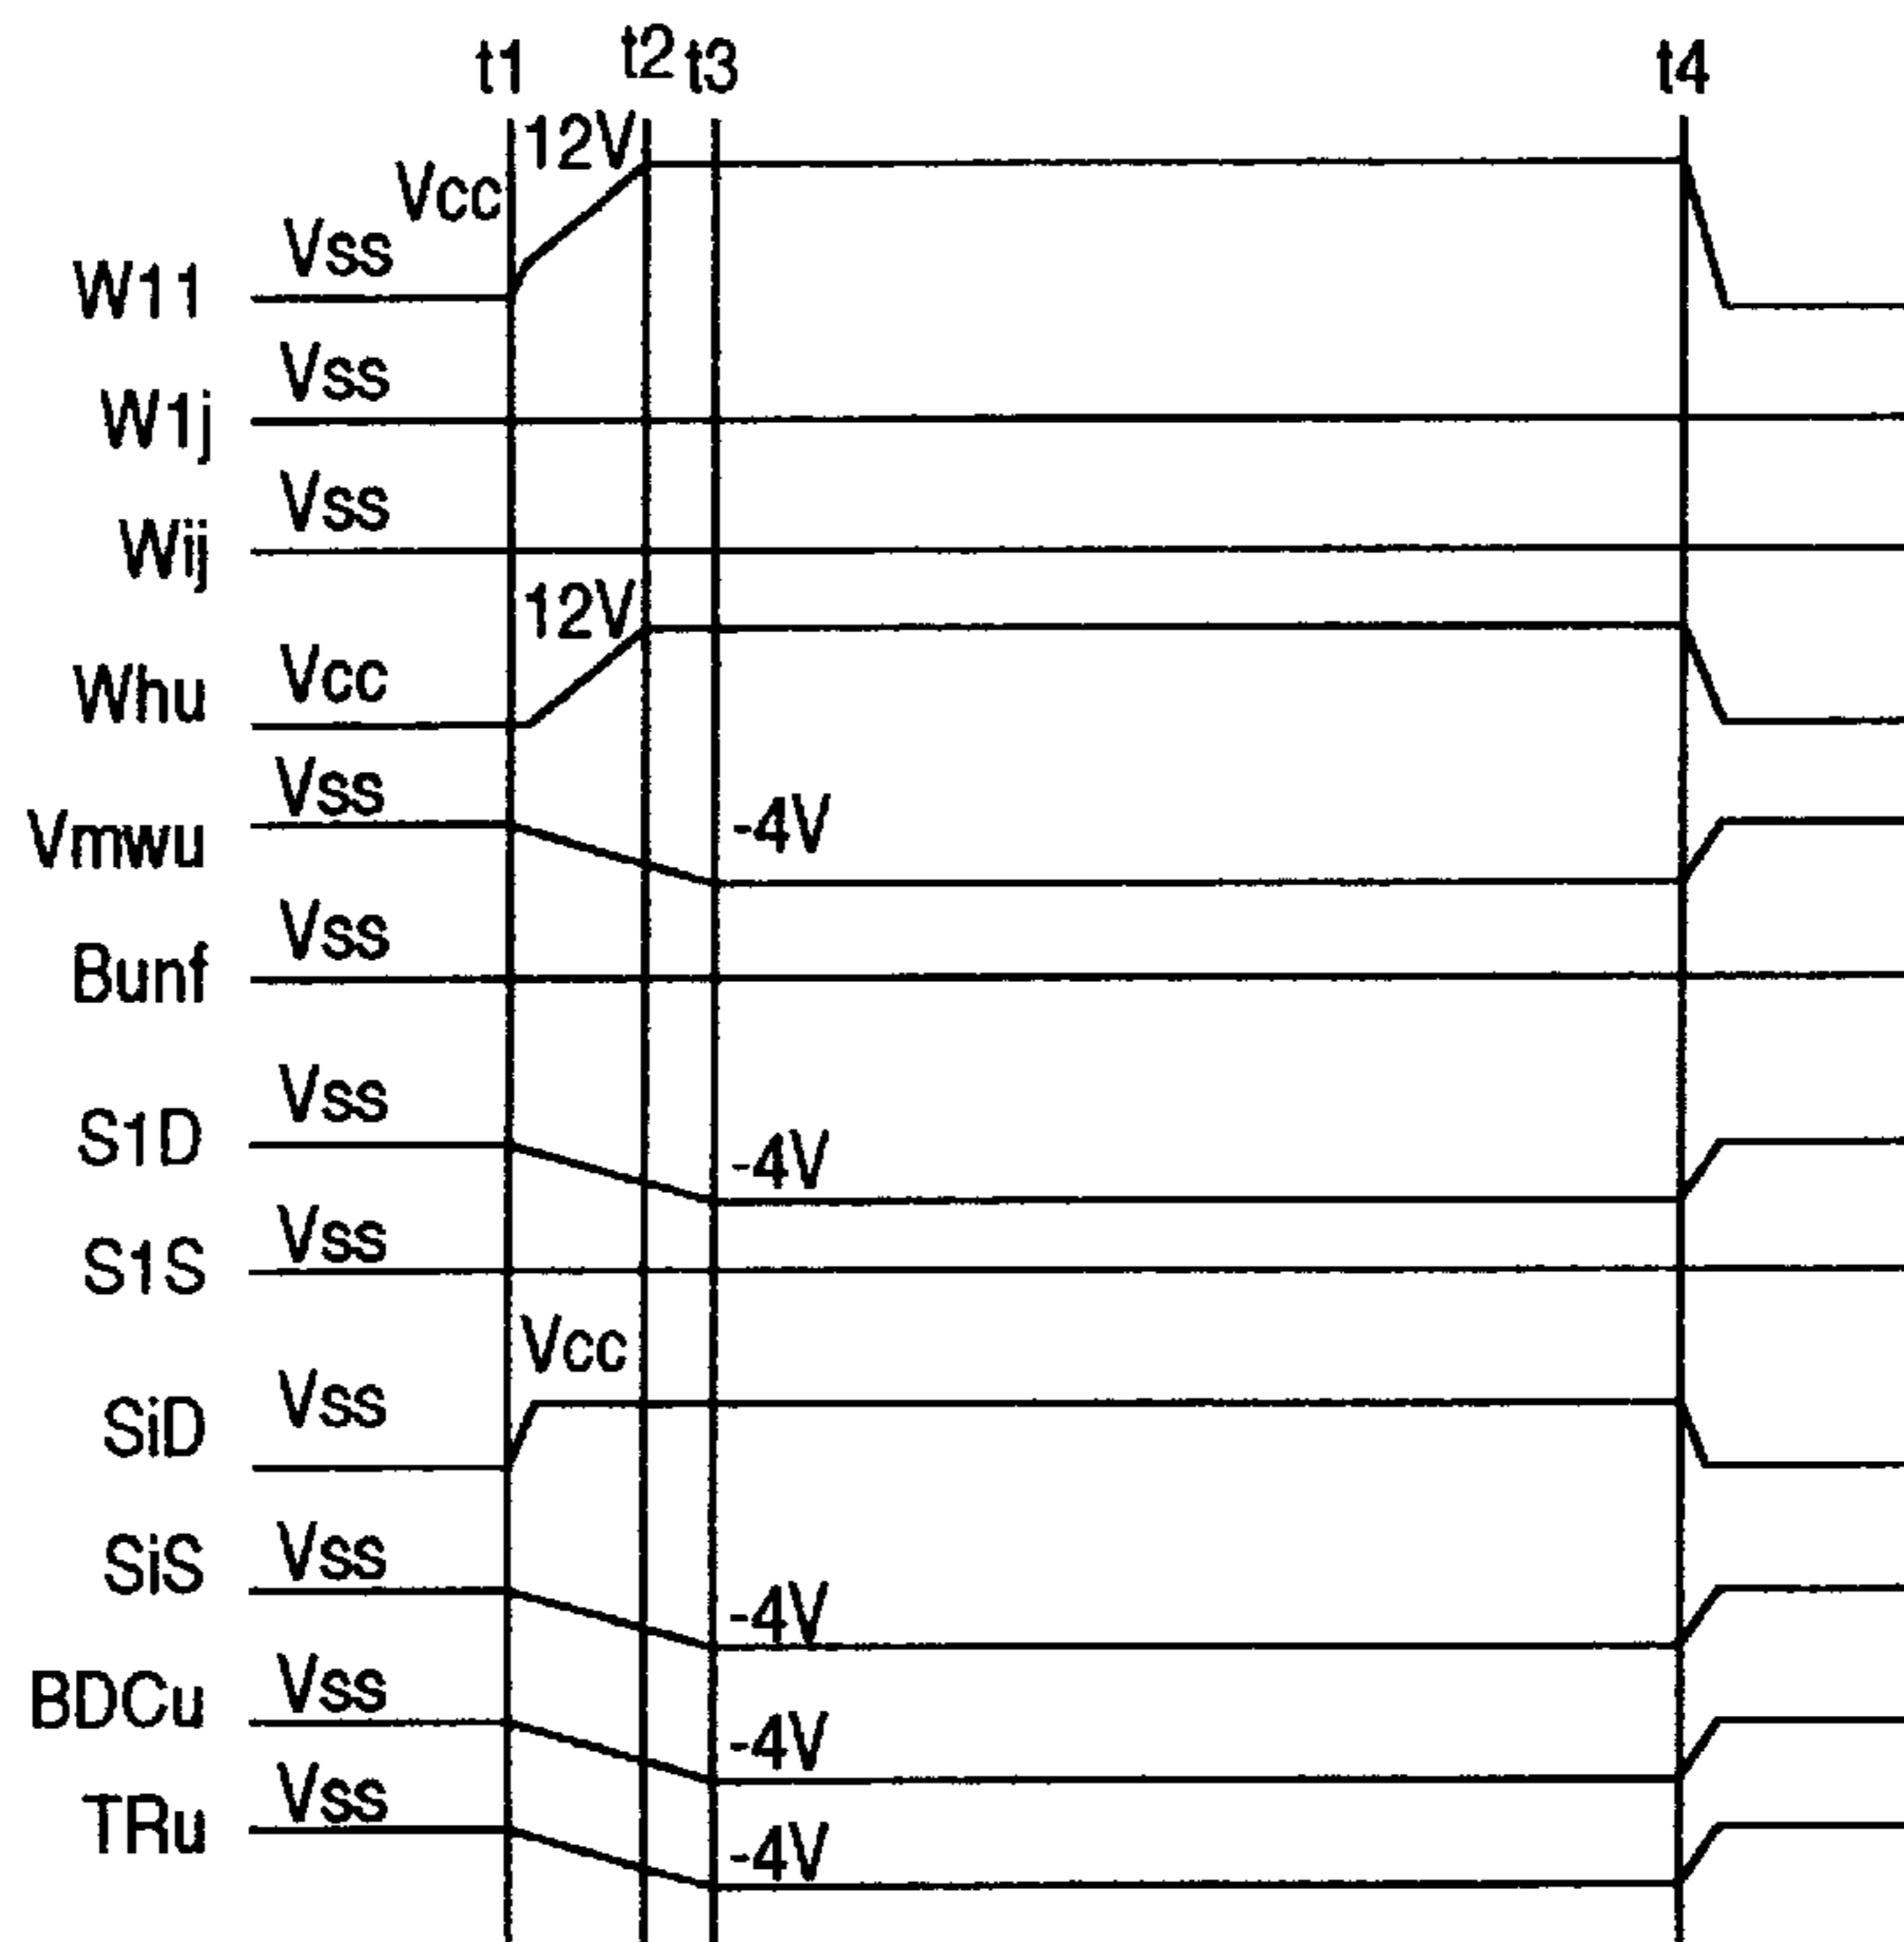 t1 t2 t3 t4
12V
Vcc
W11 Vss
W1j Vss
Wij Vss
12V
Whu Vcc
Vmwu Vss -4V
Bunf Vss
S1D Vss -4V
S1S Vss
Vcc
SiD Vss
SiS Vss -4V
BDCu Vss -4V
TRu Vss -4V